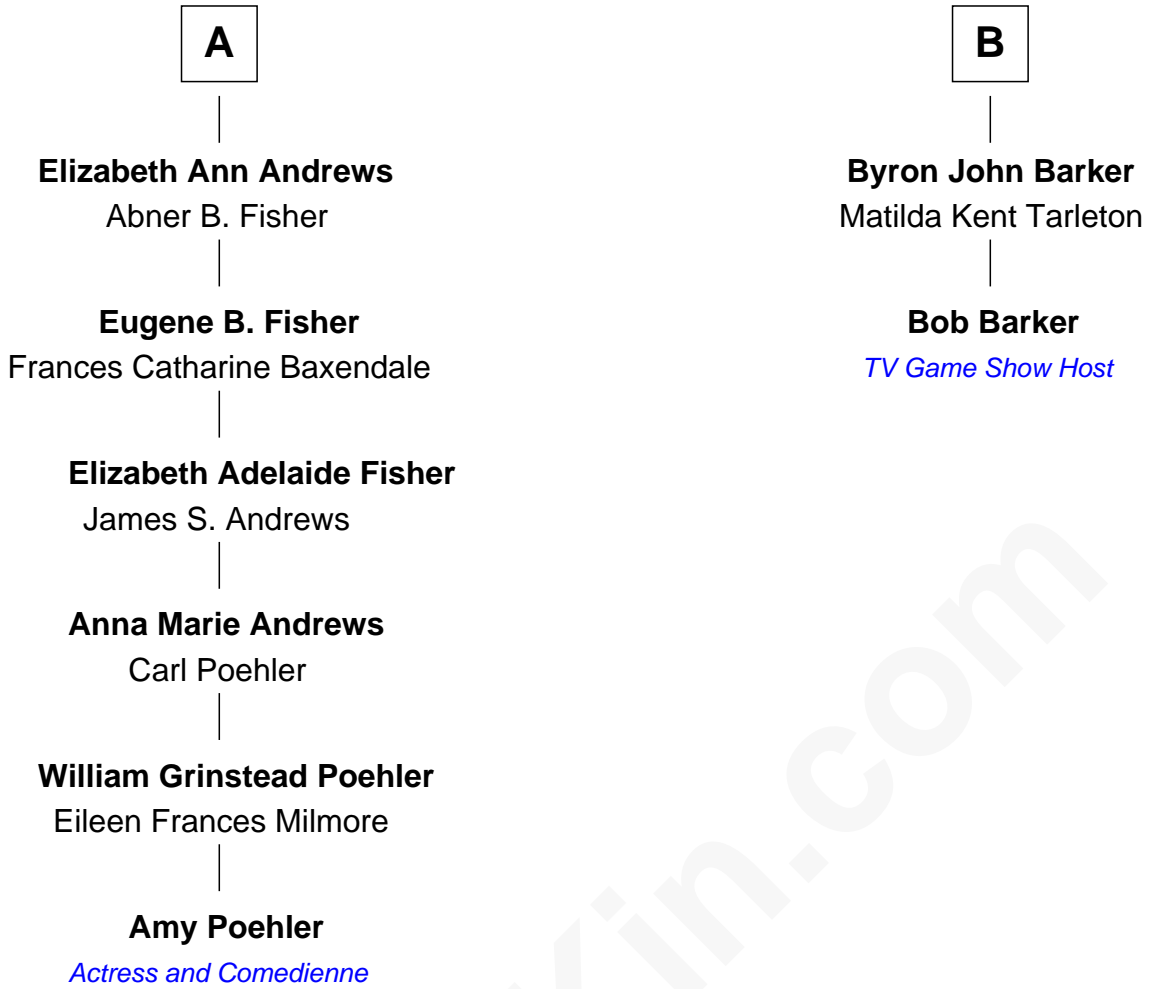 A
Elizabeth Ann Andrews
Abner B. Fisher
Eugene B. Fisher
Frances Catharine Baxendale
Elizabeth Adelaide Fisher
James S. Andrews
Anna Marie Andrews
Carl Poehler
William Grinstead Poehler
Eileen Frances Milmore
Amy Poehler
Actress and Comedienne
B
Byron John Barker
Matilda Kent Tarleton
Bob Barker
TV Game Show Host
Kin.com